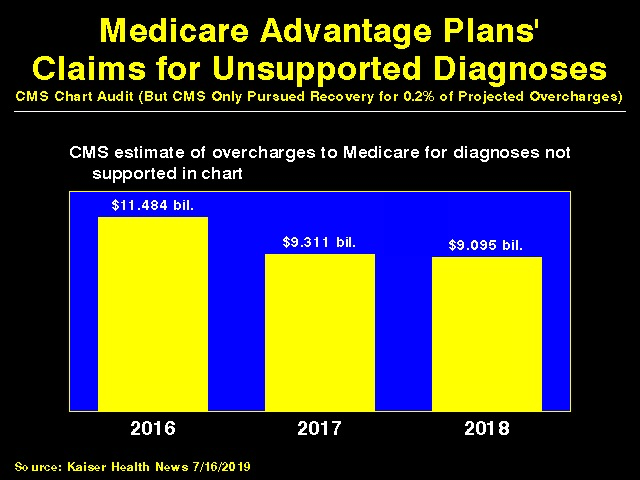 Medicare Advantage Plans'
Claims for Unsupported Diagnoses
CMS Chart Audit (But CMS Only Pursued Recovery for 0.2% of Projected Overcharges)
CMS estimate of overcharges to Medicare for diagnoses not
supported in chart
$11.484 bil.
$9.311 bil.
$9.095 bil.
2016 2017 2018
Source: Kaiser Health News 7/16/2019